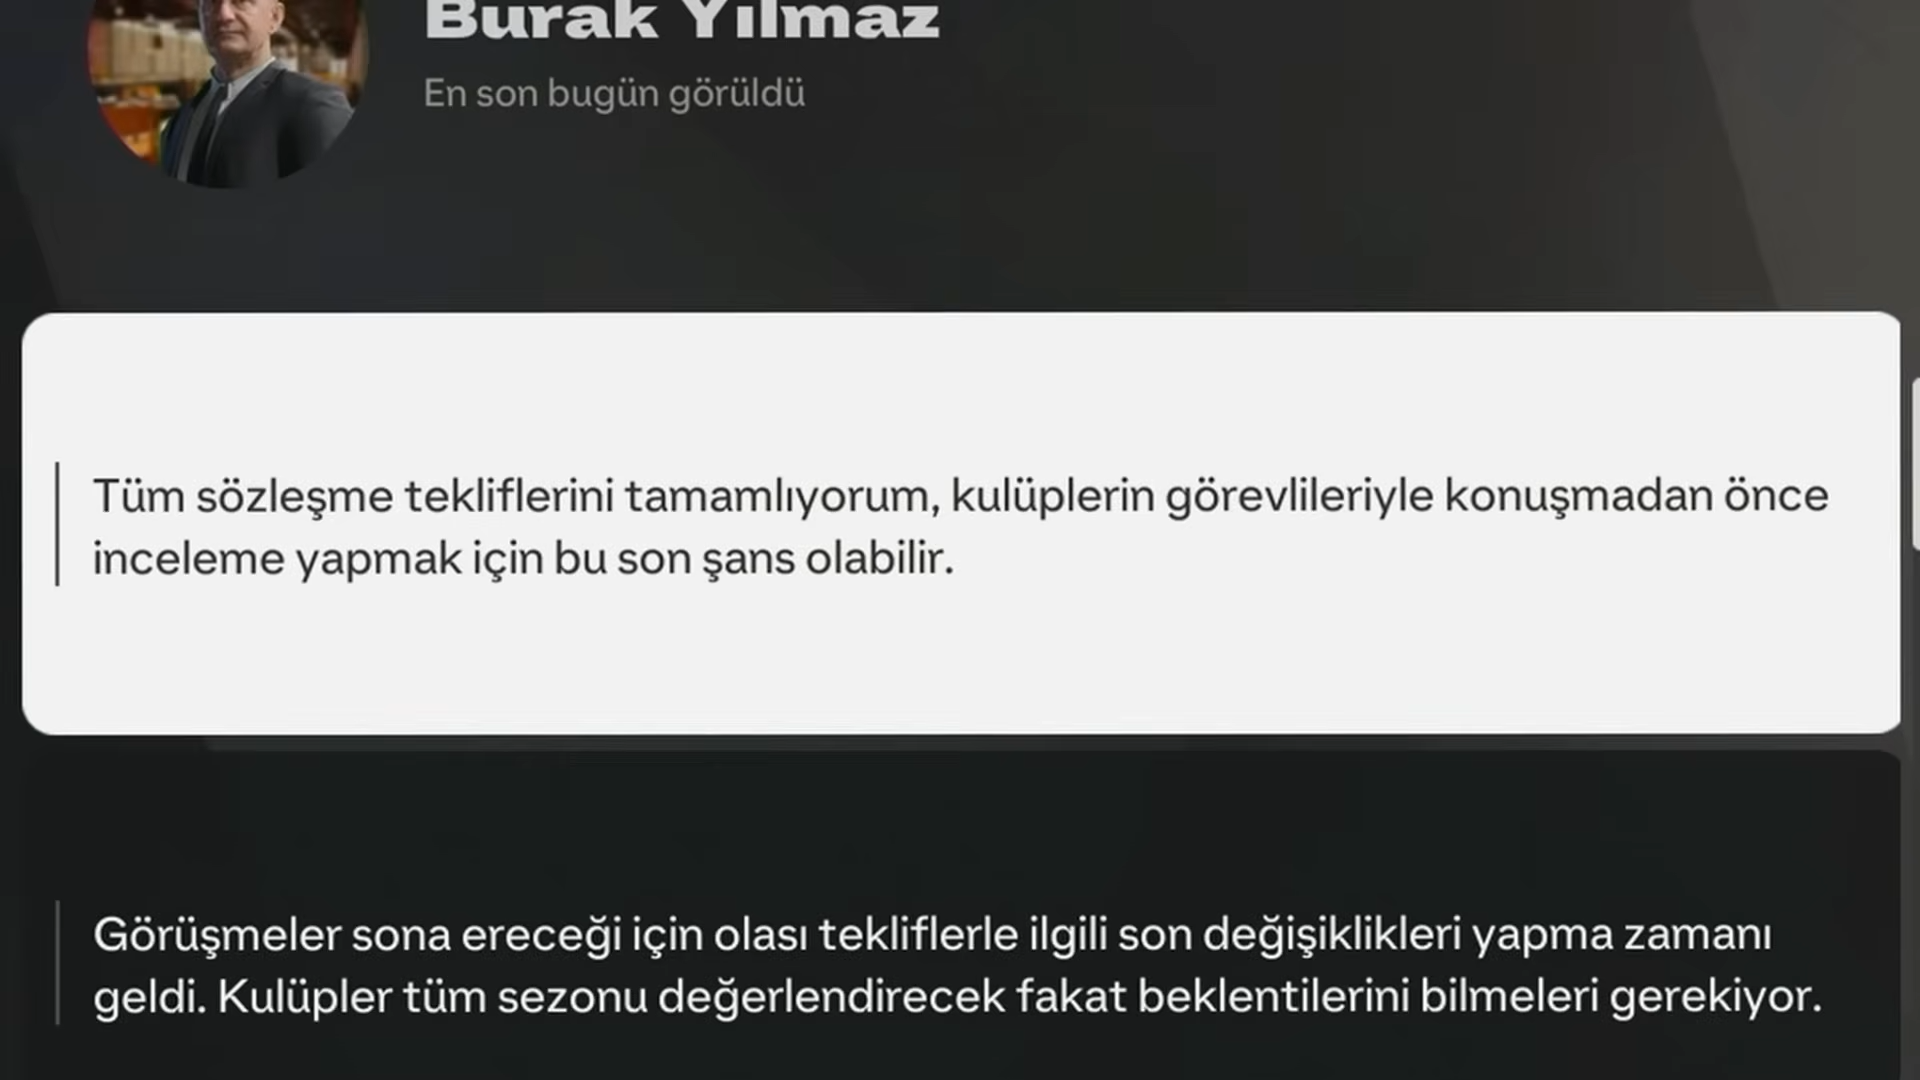 Burak Yılmaz
En son bugün görüldü
Tüm sözleşme tekliflerini tamamlıyorum, kulüplerin görevlileriyle konuşmadan önce
inceleme yapmak için bu son şans olabilir.
Görüşmeler sona ereceği için olası tekliflerle ilgili son değişiklikleri yapma zamanı
geldi. Kulüpler tüm sezonu değerlendirecek fakat beklentilerini bilmeleri gerekiyor.